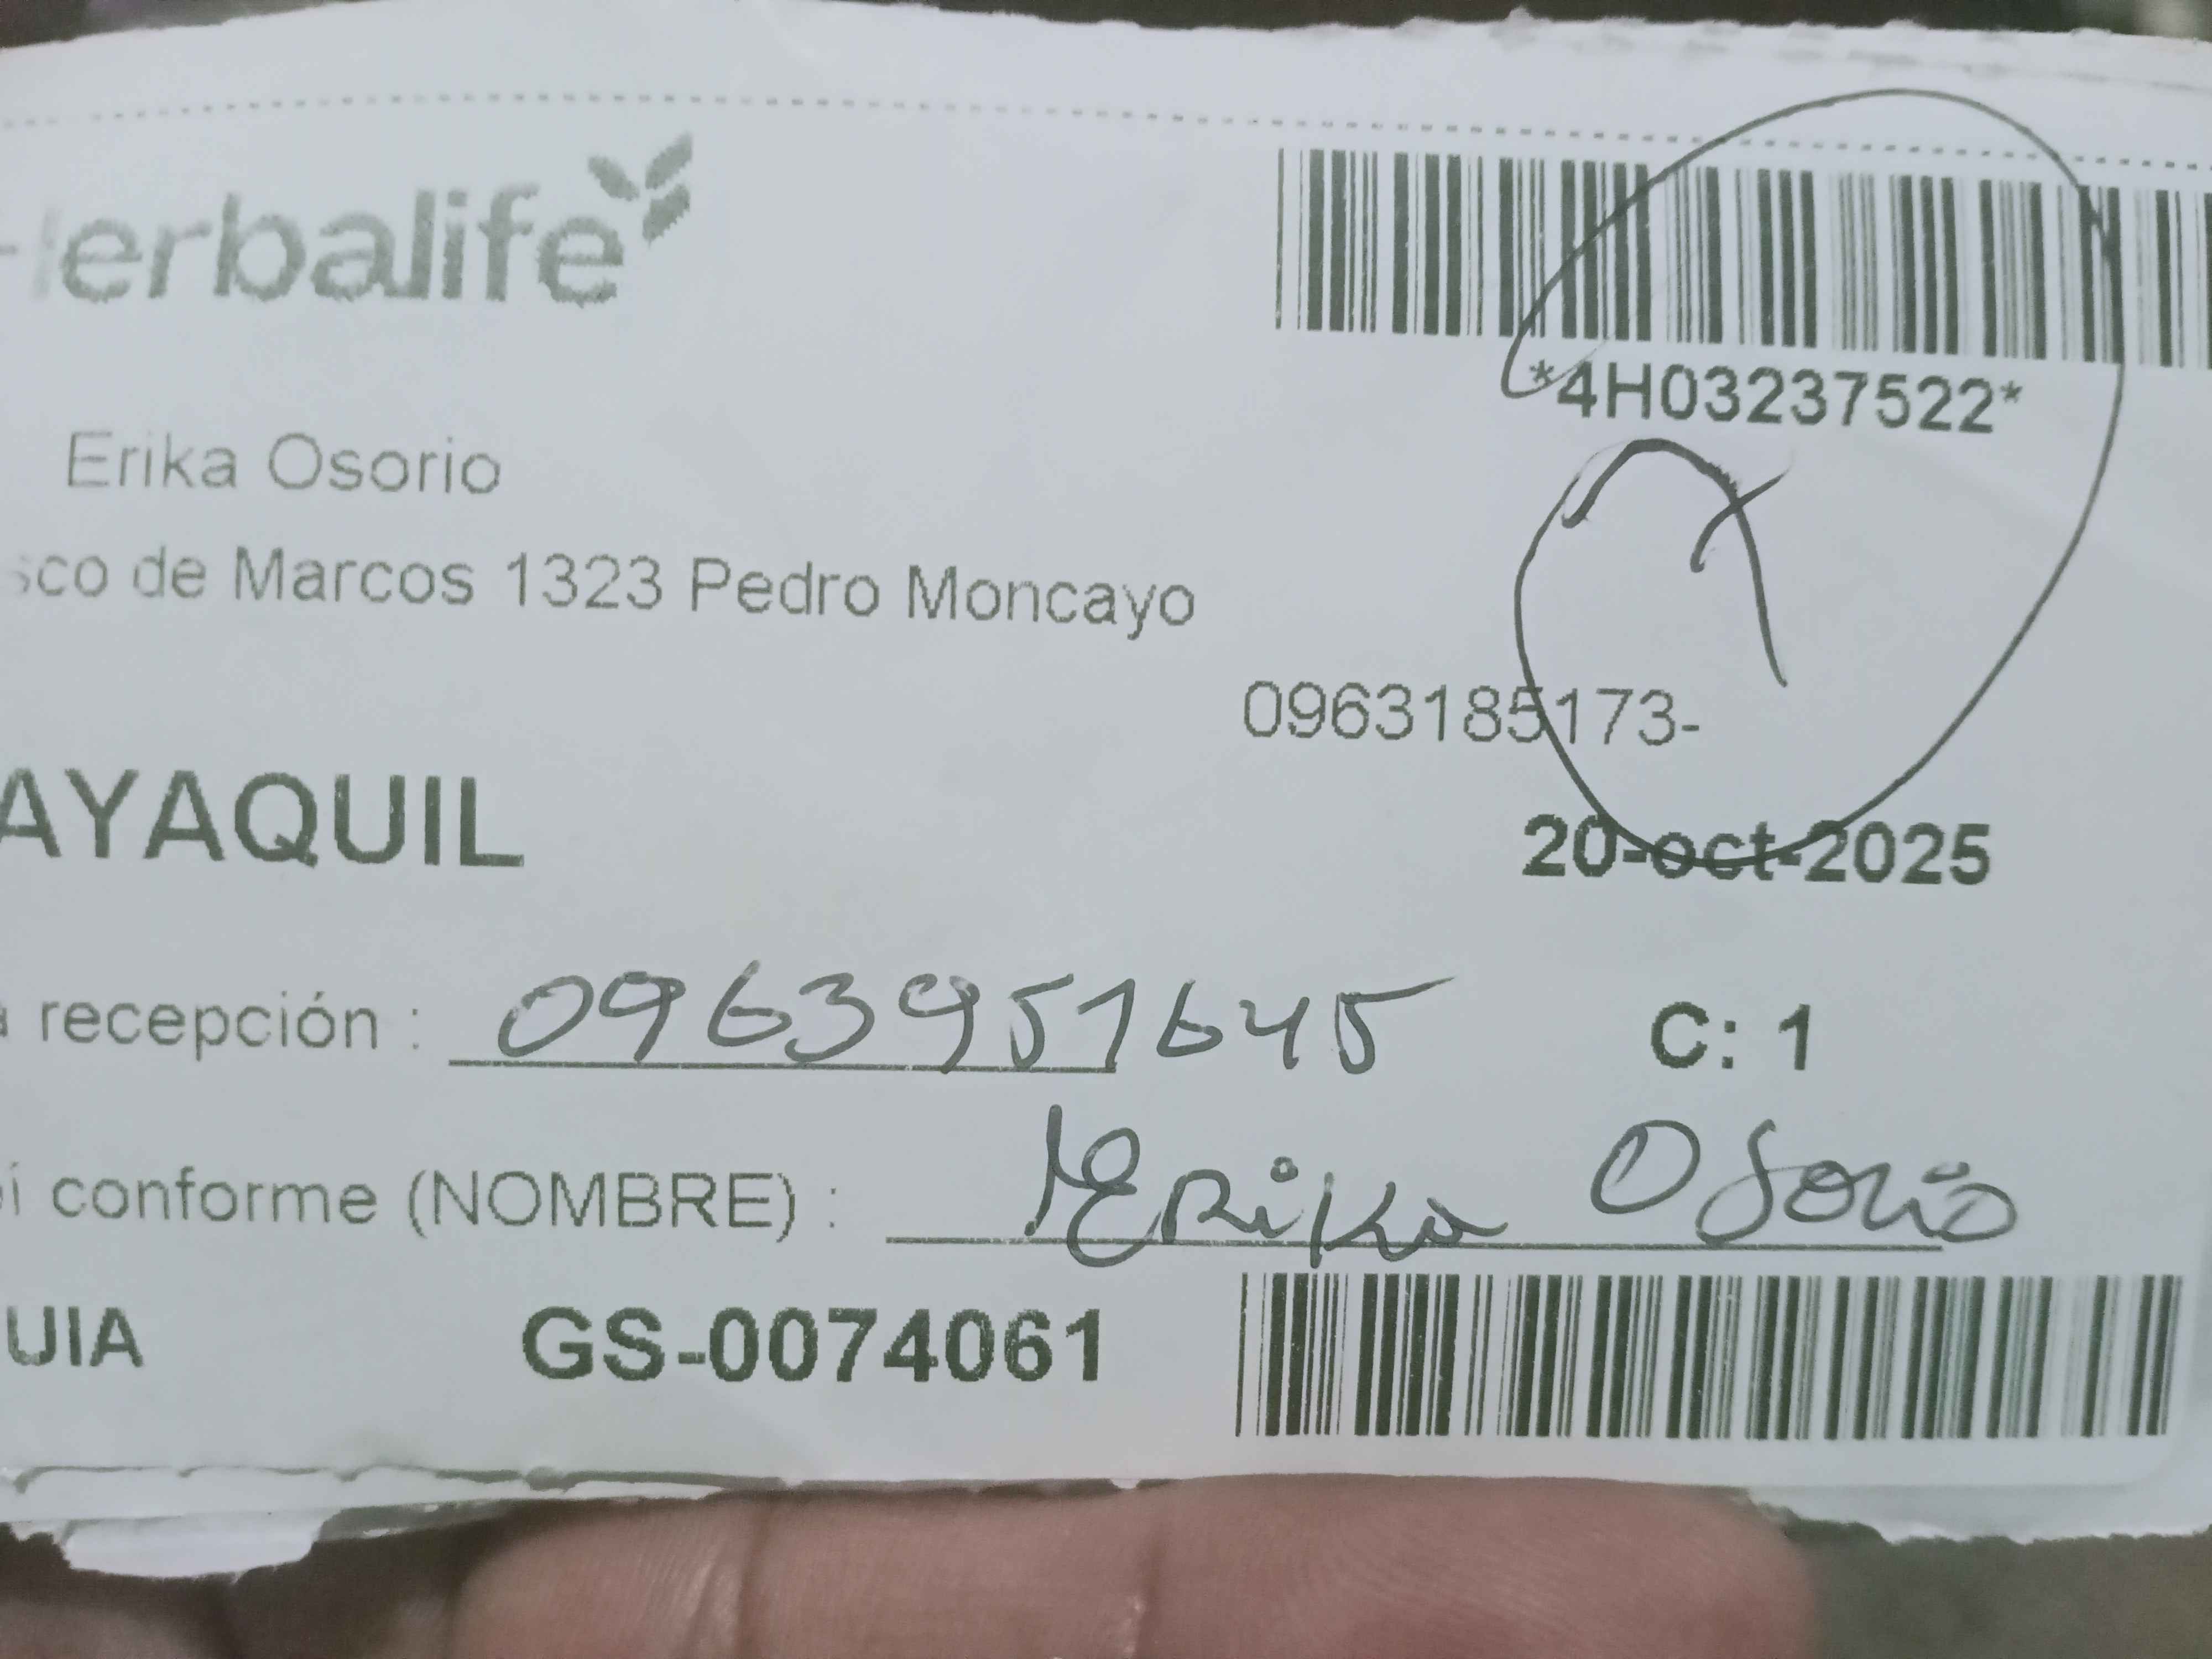 Herbalife
*4H03237522*
Erika Osorio
sco de Marcos 1323 Pedro Moncayo
0963185173-
AYAQUIL
20-oct-2025
a recepción : 0963951645
C: 1
í conforme (NOMBRE) : Erika Osorio
UIA GS-0074061